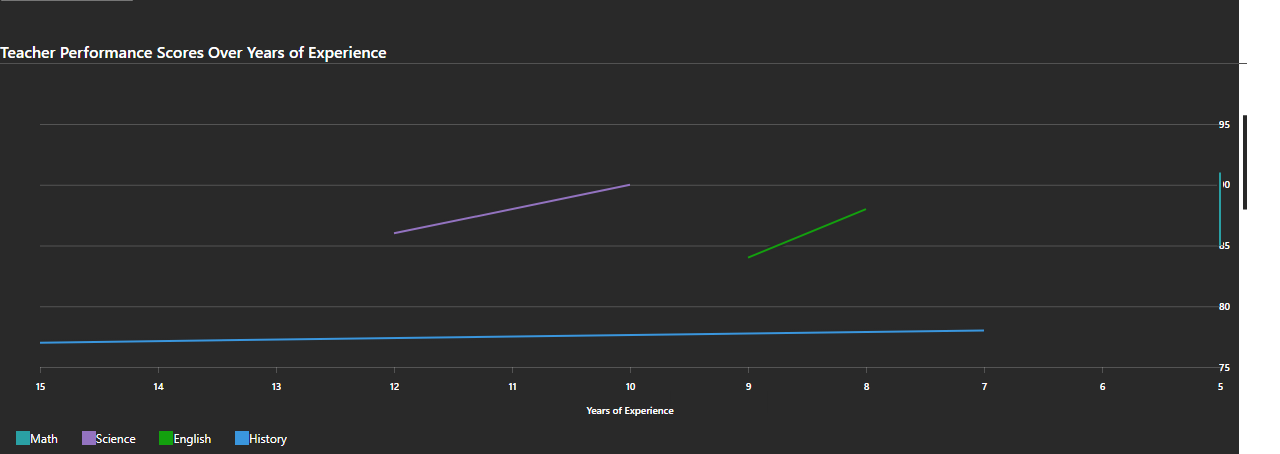 Teacher Performance Scores Over Years of Experience
95
80
75
15 14 13 12 11 10 9 8 7 6 5
Years of Experience
Math Science English History